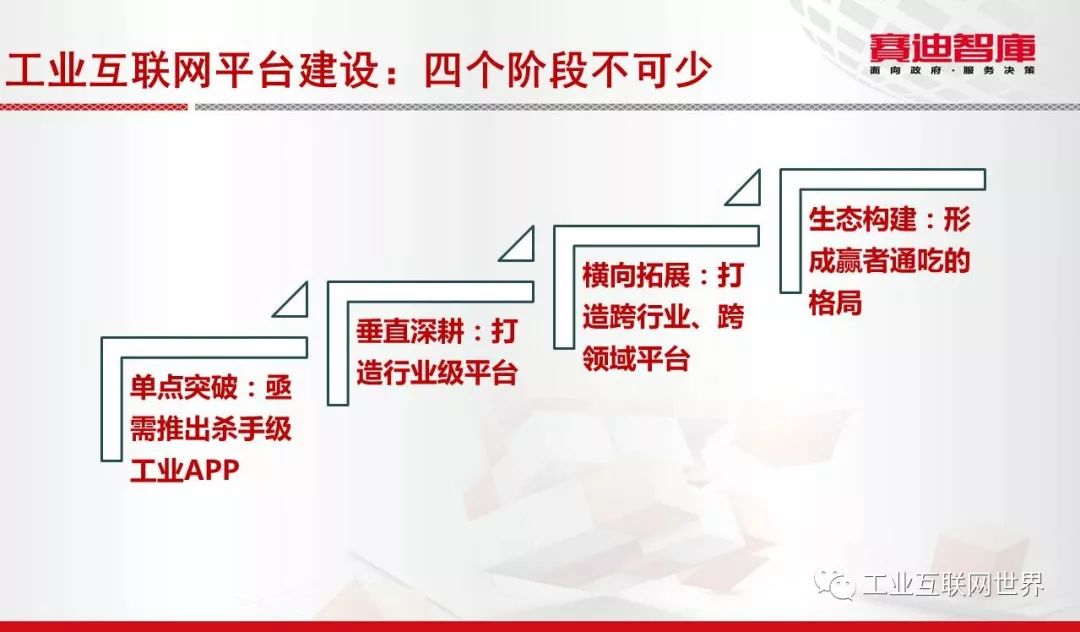 工业互联网平台建设：四个阶段不可少
赛迪智库
面向政府·服务决策
单点突破：亟
需推出杀手级
工业APP
垂直深耕：打
造行业级平台
横向拓展：打
造跨行业、跨
领域平台
生态构建：形
成赢者通吃的
格局
工业互联网世界